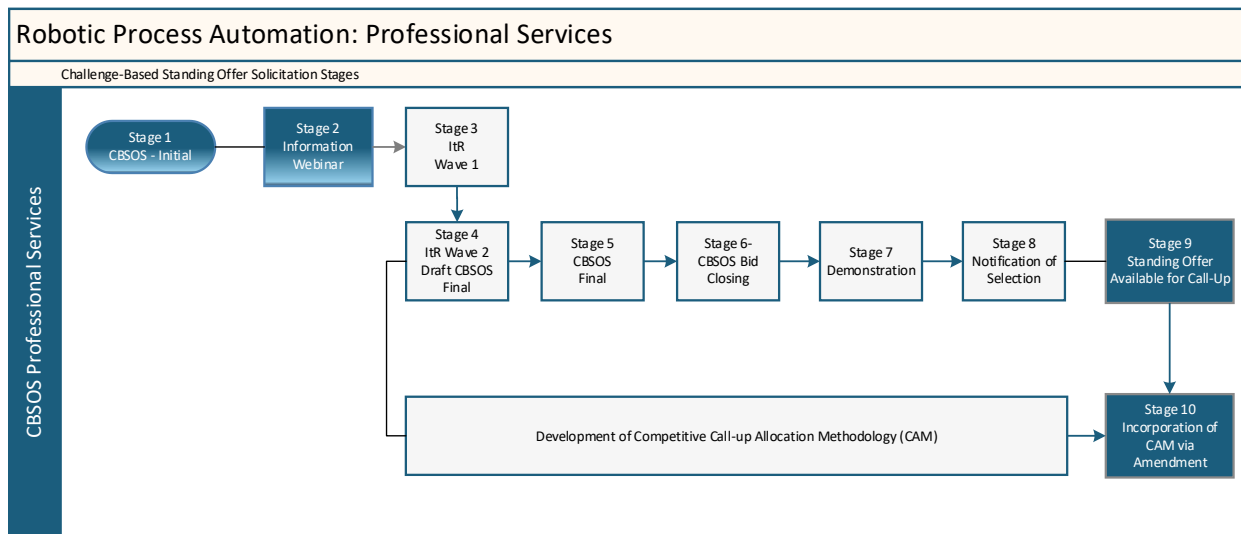 Robotic Process Automation: Professional Services
Challenge-Based Standing Offer Solicitation Stages
CBSOS Professional Services
Stage 1
CBSOS - Initial
Stage 2
Information
Webinar
Stage 3
ItR
Wave 1
Stage 4
ItR Wave 2
Draft CBSOS
Final
Stage 5
CBSOS
Final
Stage 6-
CBSOS Bid
Closing
Stage 7
Demonstration
Stage 8
Notification of
Selection
Stage 9
Standing Offer
Available for Call-Up
Development of Competitive Call-up Allocation Methodology (CAM)
Stage 10
Incorporation of
CAM via
Amendment